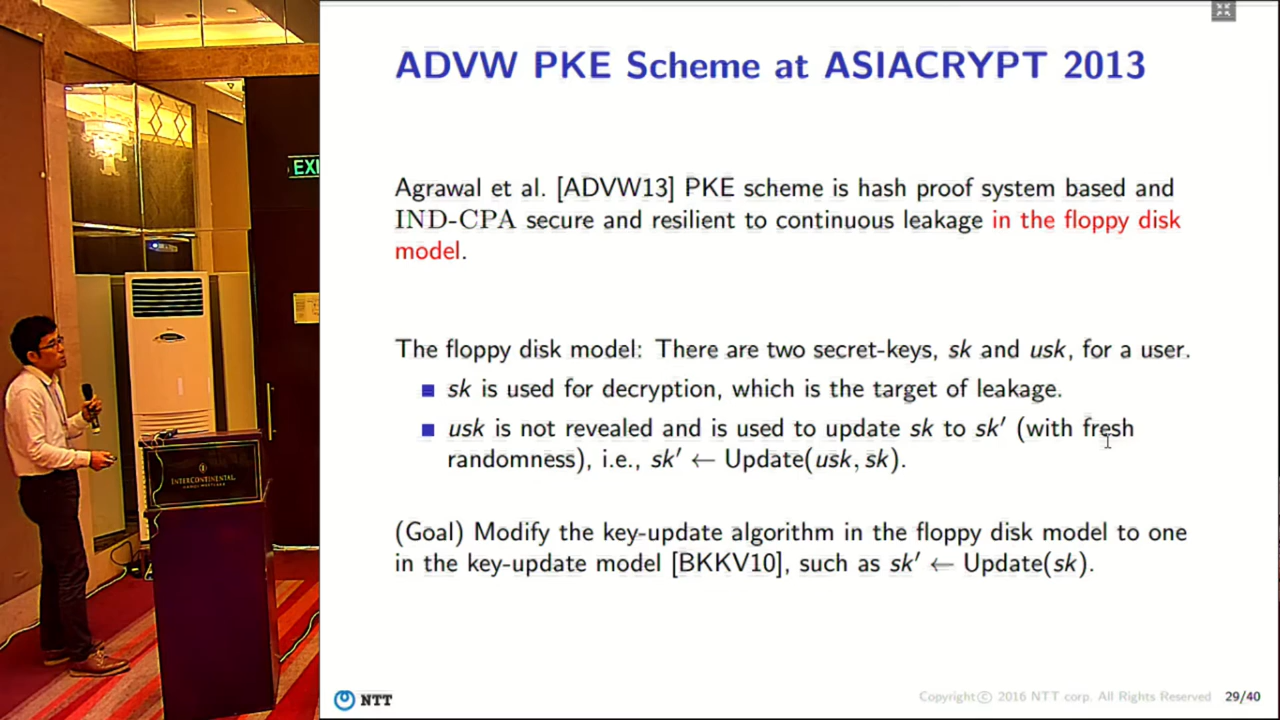 ADVW PKE Scheme at ASIACRYPT 2013
EXI
Agrawal et al. [ADVW13] PKE scheme is hash proof system based and
IND-CPA secure and resilient to continuous leakage in the floppy disk
model.
The floppy disk model: There are two secret-keys, sk and usk, for a user.
■ sk is used for decryption, which is the target of leakage.
■ usk is not revealed and is used to update sk to sk′ (with fresh
randomness), i.e., sk′ ← Update(usk, sk).
INTERCONTINENTAL
(Goal) Modify the key-update algorithm in the floppy disk model to one
in the key-update model [BKKV10], such as sk′ ← Update(sk).
NTT
Copyright© 2016 NTT corp. All Rights Reserved 29/40